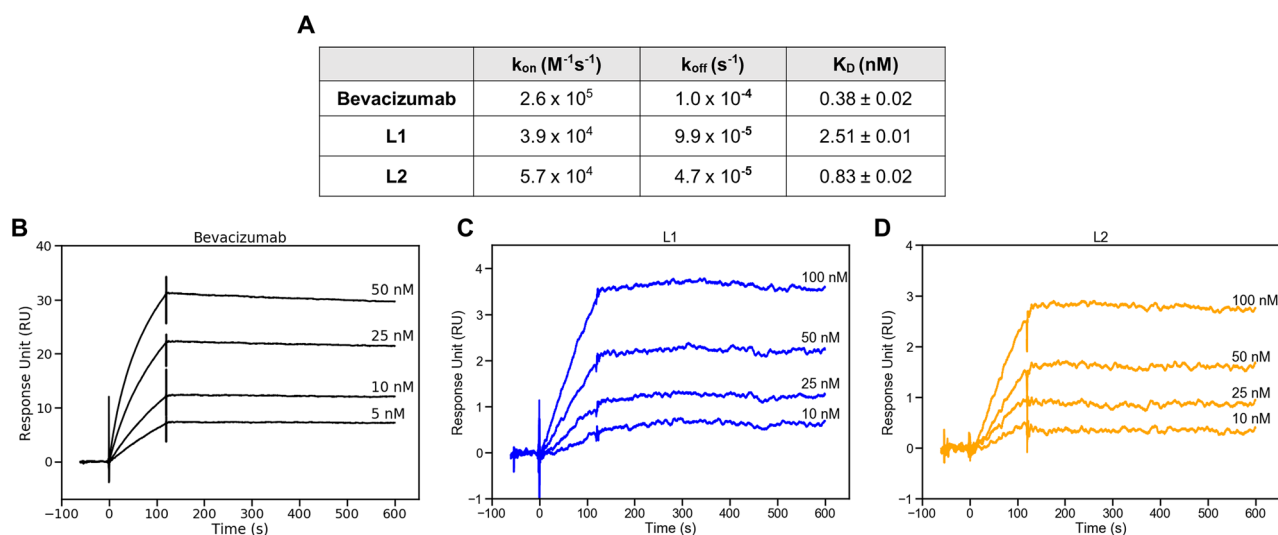 A
kon (M-1s-1) koff (s-1) KD (nM)
Bevacizumab 2.6 x 10^5 1.0 x 10^-4 0.38 ± 0.02
L1 3.9 x 10^4 9.9 x 10^-5 2.51 ± 0.01
L2 5.7 x 10^4 4.7 x 10^-5 0.83 ± 0.02
B
Bevacizumab
Response Unit (RU)
40
30
20
10
0
50 nM
25 nM
10 nM
5 nM
−100 0 100 200 300 400 500 600
Time (s)
C
L1
Response Unit (RU)
4
3
2
1
0
−1
100 nM
50 nM
25 nM
10 nM
−100 0 100 200 300 400 500 600
Time (s)
D
L2
Response Unit (RU)
4
3
2
1
0
−1
100 nM
50 nM
25 nM
10 nM
−100 0 100 200 300 400 500 600
Time (s)